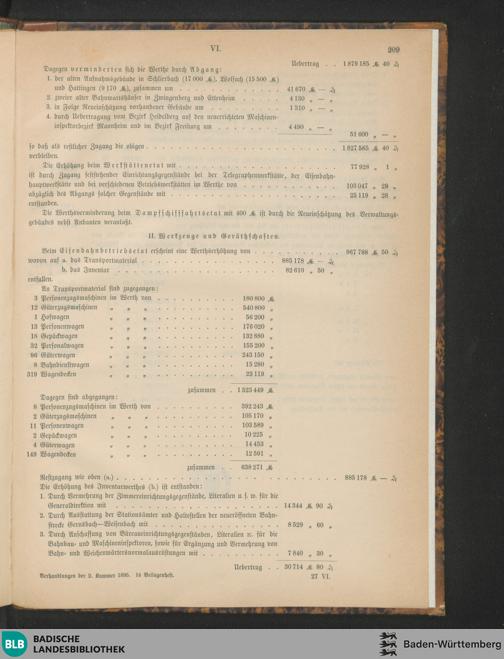 VI.
209
Uebertrag . . 1 879 185 ℳ 40 ₰
Dagegen verminderten sich die Werthe durch Abgang:
1. der alten Aufnahmsgebäude in Schlierbach (17 000 ℳ), Wolfach (15 500 ℳ)
und Hattingen (9 170 ℳ), zusammen um . . . . 41 670 ℳ — ₰
2. zweier alter Bahnwartshäuser in Zwingenberg und Ettenheim . . 4 130 „ — „
3. in Folge Neueinschätzung vorhandener Gebäude um . . . . 1 310 „ — „
4. durch Uebertragung vom Bezirk Heidelberg auf den neuerrichteten Maschinen-
inspektorbezirk Mannheim und im Bezirk Freiburg um . . . . 4 490 „ — „
51 600 „ — „
so daß als restlicher Zugang die obigen . . . . 1 827 585 ℳ 40 ₰
verbleiben.
Die Erhöhung beim Werkstättenetat mit . . . . 77 928 „ 1 „
ist durch Zugang feststehender Einrichtungsgegenstände bei der Telegraphenwerkstätte, der Eisenbahn-
hauptwerkstätte und bei verschiedenen Betriebswerkstätten im Werthe von . . . . 103 047 „ 29 „
abzüglich des Abgangs solcher Gegenstände mit . . . . 25 119 „ 28 „
entstanden.
Die Werthsverminderung beim Dampfschifffahrtsetat mit 400 ℳ ist durch die Neueinschätzung des Verwaltungs-
gebäudes nebst Anbauten veranlaßt.
II. Werkzeuge und Geräthschaften.
Beim Eisenbahnbetriebsetat erscheint eine Werthserhöhung von . . . . 967 788 ℳ 50 ₰
wovon auf a. das Transportmaterial . . . . 885 178 ℳ — ₰
b. das Inventar . . . . 82 610 „ 50 „
entfallen.
An Transportmaterial sind zugegangen:
3 Personenzugsmaschinen im Werth von . . . . 180 800 ℳ
12 Güterzugsmaschinen „ „ „ . . . . 540 800 „
1 Hofwagen „ „ „ . . . . 56 200 „
13 Personenwagen „ „ „ . . . . 176 020 „
18 Gepäckwagen „ „ „ . . . . 132 880 „
32 Personalwagen „ „ „ . . . . 155 200 „
96 Güterwagen „ „ „ . . . . 243 150 „
8 Bahndienstwagen „ „ „ . . . . 15 280 „
319 Wagendecken „ „ „ . . . . 23 119 „
zusammen . . 1 523 449 ℳ
Dagegen sind abgegangen:
8 Personenzugsmaschinen im Werth von . . . . 392 243 ℳ
2 Güterzugsmaschinen „ „ „ . . . . 105 170 „
11 Personenwagen „ „ „ . . . . 103 589 „
2 Gepäckwagen „ „ „ . . . . 10 225 „
4 Güterwagen „ „ „ . . . . 14 453 „
149 Wagendecken „ „ „ . . . . 12 591 „
zusammen . . 638 271 ℳ
Restzugang wie oben (a.) . . . . 885 178 ℳ — ₰
Die Erhöhung des Inventarwerthes (b.) ist entstanden:
1. Durch Vermehrung der Zimmereinrichtungsgegenstände, Literalien u. s. w. für die
Generaldirektion mit . . . . 14 344 ℳ 90 ₰
2. Durch Ausstattung der Stationsämter und Haltestellen der neueröffneten Bahn-
strecke Gernsbach—Weisenbach mit . . . . 8 529 „ 60 „
3. Durch Anschaffung von Büreaueinrichtungsgegenständen, Literalien 2c. für die
Bahnbau- und Maschineninspektoren, sowie für Ergänzung und Vermehrung von
Bahn- und Weichenwärtersnormalausrüstungen mit . . . . 7 840 „ 30 „
Uebertrag . . 30 714 ℳ 80 ₰
Verhandlungen der 2. Kammer 1895. 14 Beilagenheft.
27 VI.
BLB
BADISCHE
LANDESBIBLIOTHEK
Baden-Württemberg